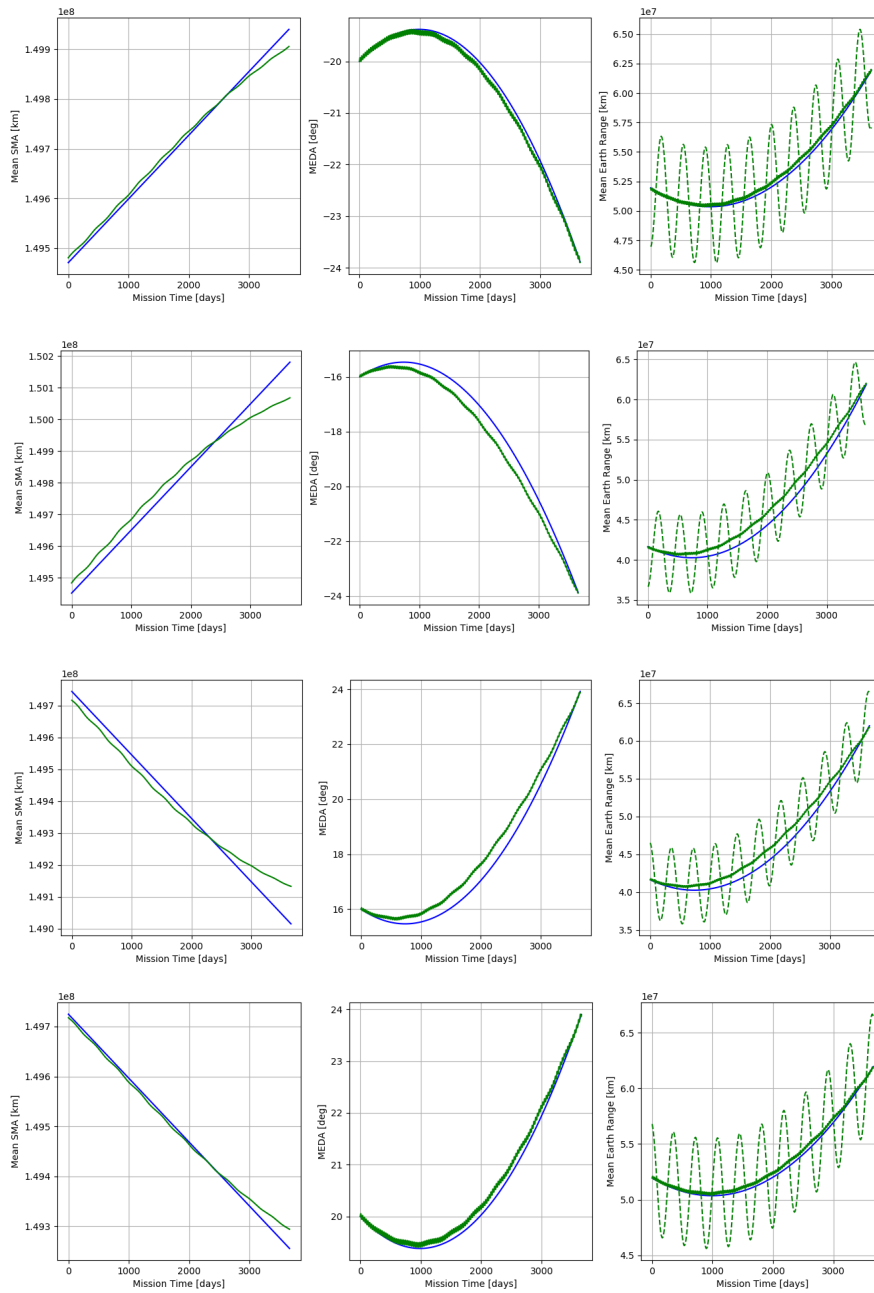 1e8
Mean SMA [km]
1.499
1.498
1.497
1.496
1.495
0 1000 2000 3000
Mission Time [days]
MEDA [deg]
−20
−21
−22
−23
−24
0 1000 2000 3000
Mission Time [days]
1e7
Mean Earth Range [km]
6.50
6.25
6.00
5.75
5.50
5.25
5.00
4.75
4.50
0 1000 2000 3000
Mission Time [days]
1e8
Mean SMA [km]
1.502
1.501
1.500
1.499
1.498
1.497
1.496
1.495
0 1000 2000 3000
Mission Time [days]
MEDA [deg]
−16
−18
−20
−22
−24
0 1000 2000 3000
Mission Time [days]
1e7
Mean Earth Range [km]
6.5
6.0
5.5
5.0
4.5
4.0
3.5
0 1000 2000 3000
Mission Time [days]
1e8
Mean SMA [km]
1.497
1.496
1.495
1.494
1.493
1.492
1.491
1.490
0 1000 2000 3000
Mission Time [days]
MEDA [deg]
24
22
20
18
16
0 1000 2000 3000
Mission Time [days]
1e7
Mean Earth Range [km]
6.5
6.0
5.5
5.0
4.5
4.0
3.5
0 1000 2000 3000
Mission Time [days]
1e8
Mean SMA [km]
1.497
1.496
1.495
1.494
1.493
0 1000 2000 3000
Mission Time [days]
MEDA [deg]
24
23
22
21
20
0 1000 2000 3000
Mission Time [days]
1e7
Mean Earth Range [km]
6.5
6.0
5.5
5.0
4.5
0 1000 2000 3000
Mission Time [days]